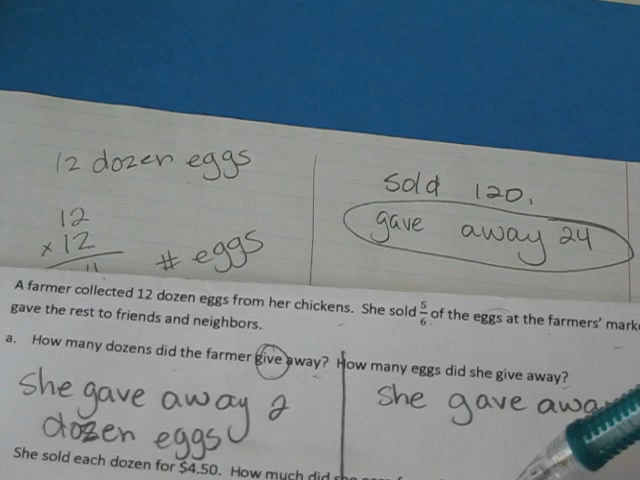 12 dozen eggs
12
x 12
# eggs
Sold 120.
gave away 24
A farmer collected 12 dozen eggs from her chickens. She sold 5/6 of the eggs at the farmers'
gave the rest to friends and neighbors.
a. How many dozens did the farmer give away? How many eggs did she give away?
She gave away 2
dozen eggs
She gave
She sold each dozen for $4.50. How much did